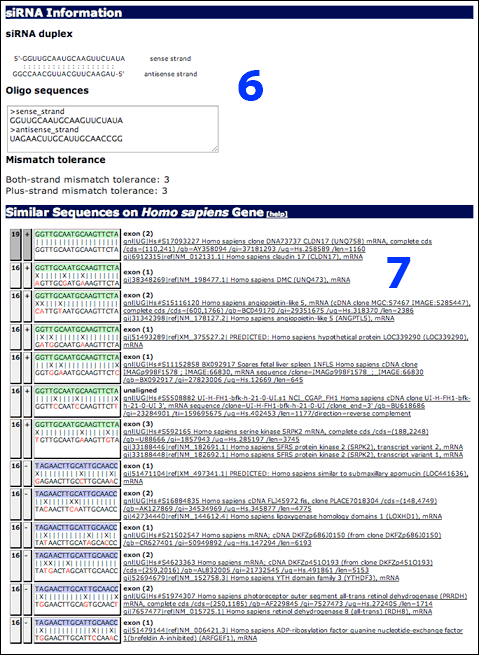 siRNA Information
siRNA duplex
5'-GGUUGCAAUGCAAGUUCUAUA sense strand
GGCCAACGUUACGUUCAAGAU-5' antisense strand
6
Oligo sequences
>sense_strand
GGUUGCAAUGCAAGUUCUAUA
>antisense_strand
UAGAACUUGCAUUGCAACCGG
Mismatch tolerance
Both-strand mismatch tolerance: 3
Plus-strand mismatch tolerance: 3
Similar Sequences on Homo sapiens Gene [help]
7
19 + GGTTGCAATGCAAGTTCTA exon (2)
gnl|UG|Hs#S17093227 Homo sapiens clone DNA73737 CLDN17 (UNQ758) mRNA, complete cds
GGTTGCAATGCAAGTTCTA /cds=(110,241) /gb=AY358094 /gi=37181293 /ug=Hs.258589 /len=1160
gi|6912315|ref|NM_012131.1| Homo sapiens claudin 17 (CLDN17), mRNA
16 + GGTTGCAATGCAAGTTCTA exon (1)
gi|38348269|ref|NM_198477.1| Homo sapiens DMC (UNQ473), mRNA
AGTTGCGATGAAAGTTCTA
16 + GGTTGCAATGCAAGTTCTA exon (2)
gnl|UG|Hs#S15116120 Homo sapiens angiopoietin-like 5, mRNA (cDNA clone MGC:57467 IMAGE:5285447),
CATTGTAATGCAAGTTCTA complete cds /cds=(600,1766) /gb=BC049170 /gi=29351675 /ug=Hs.318370 /len=2386
gi|31342398|ref|NM_178127.2| Homo sapiens angiopoietin-like 5 (ANGPTL5), mRNA
16 + GGTTGCAATGCAAGTTCTA exon (1)
gi|51493289|ref|XM_375527.2| PREDICTED: Homo sapiens hypothetical protein LOC339290 (LOC339290),
mRNA
16 + GGTTGCAATGCAAGTTCTA exon (1)
gnl|UG|Hs#S11152858 BX092917 Soares fetal liver spleen 1NFLS Homo sapiens cDNA clone
IMAGp998F1578 ; IMAGE:66830, mRNA sequence /clone=IMAGp998F1578 ; IMAGE:66830
/gb=BX092917 /gi=27823006 /ug=Hs.12669 /len=645
16 + GGTTGCAATGCAAGTTCTA unaligned
gnl|UG|Hs#S5508882 UI-H-FH1-bfk-h-21-0-UI.s1 NCI_CGAP_FH1 Homo sapiens cDNA clone UI-H-FH1-
bfk-h-21-0-UI 3', mRNA sequence /clone=UI-H-FH1-bfk-h-21-0-UI /clone_end=3' /gb=BU618686
/gi=23284901 /ug=Hs.402453 /len=1177/direction=reverse complement
16 + GGTTGCAATGCAAGTTCTA exon (3)
gnl|UG|Hs#S592165 Homo sapiens serine kinase SRPK2 mRNA, complete cds /cds=(188,2248)
TGTTGCAATGAAAGTTGTA /gb=U88666 /gi=1857943 /ug=Hs.285197 /len=3745
gi|33188446|ref|NM_182691.1| Homo sapiens SFRS protein kinase 2 (SRPK2), transcript variant 2, mRNA
gi|33188448|ref|NM_182692.1| Homo sapiens SFRS protein kinase 2 (SRPK2), transcript variant 1, mRNA
16 - TAGAACTTGCATTGCAACC exon (1)
gi|51471104|ref|XM_497341.1| PREDICTED: Homo sapiens similar to submaxillary apomucin (LOC441636),
mRNA
16 - TAGAACTTGCATTGCAACC exon (2)
gnl|UG|Hs#S16884835 Homo sapiens cDNA FLJ45972 fis, clone PLACE7018304 /cds=(148,4749)
TACAACTTCAATTGCAACC /gb=AK127869 /gi=34534969 /ug=Hs.345877 /len=4775
gi|42734440|ref|NM_144612.4| Homo sapiens lipoxygenase homology domains 1 (LOXHD1), mRNA
16 - TAGAACTTGCATTGCAACC exon (2)
gnl|UG|Hs#S21502547 Homo sapiens mRNA; cDNA DKFZp686J0150 (from clone DKFZp686J0150)
/gb=CR627401 /gi=50949892 /ug=Hs.147294 /len=6193
16 - TAGAACTTGCATTGCAACC exon (2)
gnl|UG|Hs#S4623363 Homo sapiens mRNA; cDNA DKFZp451O193 (from clone DKFZp451O193)
/cds=(259,2016) /gb=AL832005 /gi=21732545 /ug=Hs.491861 /len=5153
gi|52694679|ref|NM_152758.3| Homo sapiens YTH domain family 3 (YTHDF3), mRNA
16 - TAGAACTTGCATTGCAACC exon (2)
gnl|UG|Hs#S1974307 Homo sapiens photoreceptor outer segment all-trans retinol dehydrogenase (PRRDH)
TGGAACTTGCAGTGCAACT mRNA, complete cds /cds=(250,1185) /gb=AF229845 /gi=7527473 /ug=Hs.272405 /len=1714
gi|7657477|ref|NM_015725.1| Homo sapiens retinol dehydrogenase 8 (all-trans) (RDH8), mRNA
16 - TAGAACTTGCATTGCAACC exon (1)
gi|51479144|ref|NM_006421.3| Homo sapiens ADP-ribosylation factor guanine nucleotide-exchange factor
TGGAACTTGCATTCCAAAC 1(brefeldin A-inhibited) (ARFGEF1), mRNA